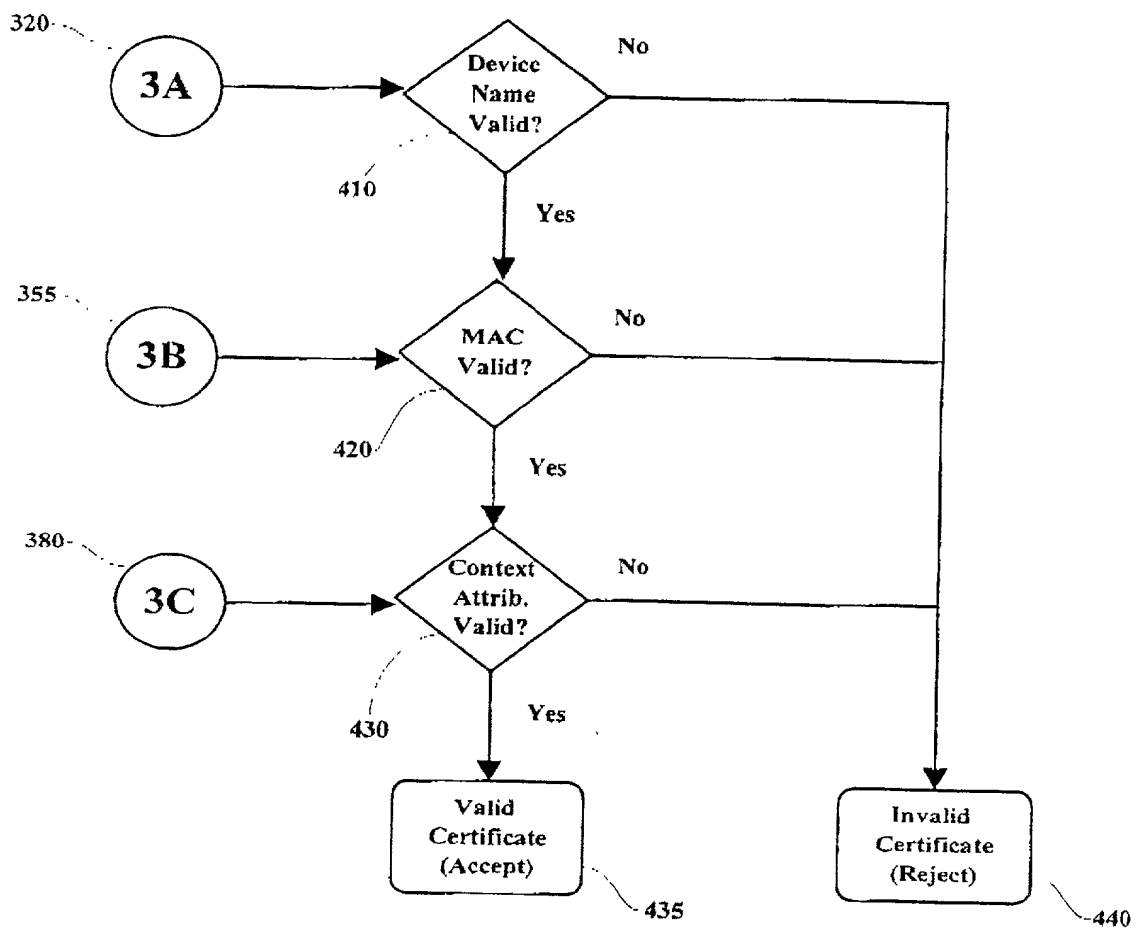 320
3A
Device
Name
Valid?
No
410
Yes
355
3B
MAC
Valid?
No
420
Yes
380
3C
Context
Attrib.
Valid?
No
430
Yes
Valid
Certificate
(Accept)
435
Invalid
Certificate
(Reject)
440